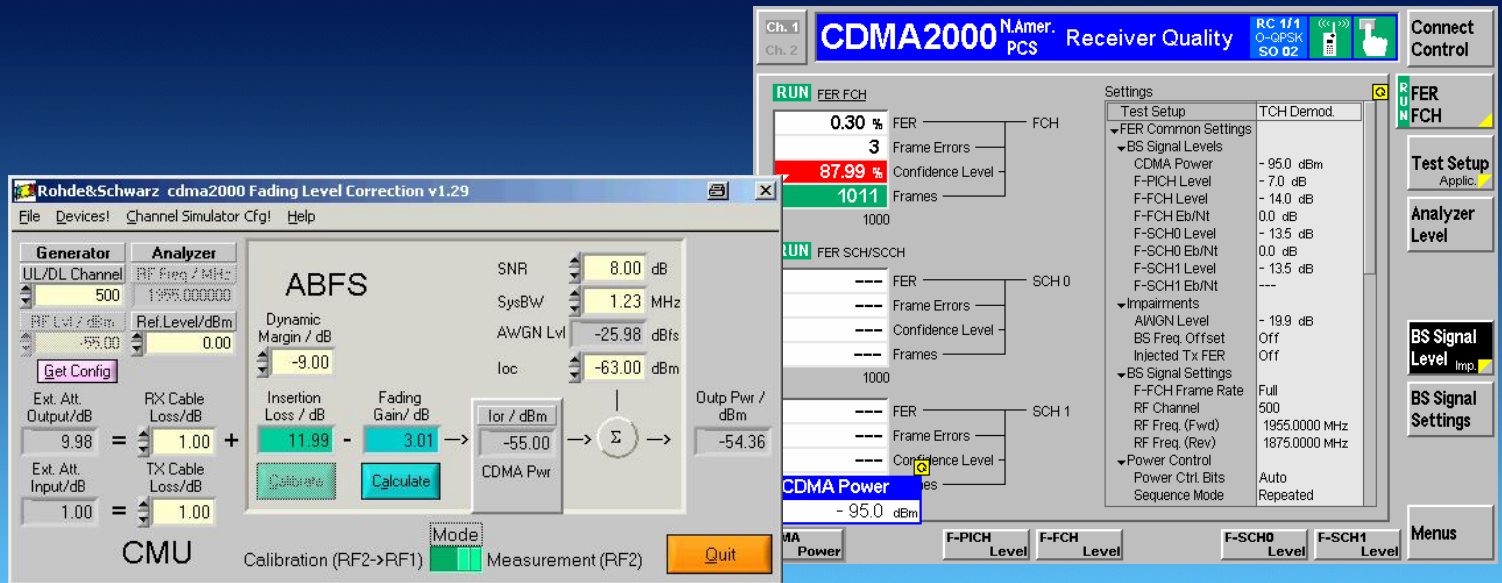 Rohde&Schwarz cdma2000 Fading Level Correction v1.29
File Devices! Channel Simulator Cfg! Help
Generator Analyzer
UL/DL Channel RF Freq / MHz
500 1955.000000
RF Lvl / dBm Ref.Level/dBm
-55.00 0.00
Get Config
ABFS
Dynamic
Margin / dB
-9.00
SNR 8.00 dB
SysBW 1.23 MHz
AWGN Lvl -25.98 dBfs
Ioc -63.00 dBm
Ext. Att.
Output/dB
9.98
=
RX Cable
Loss/dB
1.00
+
Insertion
Loss / dB
11.99
-
Fading
Gain/ dB
3.01
Ior / dBm
-55.00
CDMA Pwr
Σ
Outp Pwr /
dBm
-54.36
Calibrate
Calculate
Ext. Att.
Input/dB
1.00
=
TX Cable
Loss/dB
1.00
CMU
Mode
Calibration (RF2->RF1) Measurement (RF2)
Quit
Ch. 1
Ch. 2
CDMA2000 N.Amer. PCS Receiver Quality
RC 1/1
O-QPSK
SO 02
Connect
Control
RUN FER FCH
0.30 % FER FCH
3 Frame Errors
87.99 % Confidence Level
1011 Frames
1000
RUN FER SCH/SCCH
--- FER SCH 0
--- Frame Errors
--- Confidence Level
--- Frames
1000
--- FER SCH 1
--- Frame Errors
--- Confidence Level
CDMA Power
- 95.0 dBm
Settings
Test Setup TCH Demod.
FER Common Settings
BS Signal Levels
CDMA Power - 95.0 dBm
F-PICH Level - 7.0 dB
F-FCH Level - 14.0 dB
F-FCH Eb/Nt 0.0 dB
F-SCH0 Level - 13.5 dB
F-SCH0 Eb/Nt 0.0 dB
F-SCH1 Level - 13.5 dB
F-SCH1 Eb/Nt ---
Impairments
AWGN Level - 19.9 dB
BS Freq. Offset Off
Injected Tx FER Off
BS Signal Settings
F-FCH Frame Rate Full
RF Channel 500
RF Freq. (Fwd) 1955.0000 MHz
RF Freq. (Rev) 1875.0000 MHz
Power Control
Power Ctrl. Bits Auto
Sequence Mode Repeated
RUN
FER
FCH
Test Setup
Applic.
Analyzer
Level
BS Signal
Level Imp.
BS Signal
Settings
Menus
Power
F-PICH
Level
F-FCH
Level
F-SCH0
Level
F-SCH1
Level